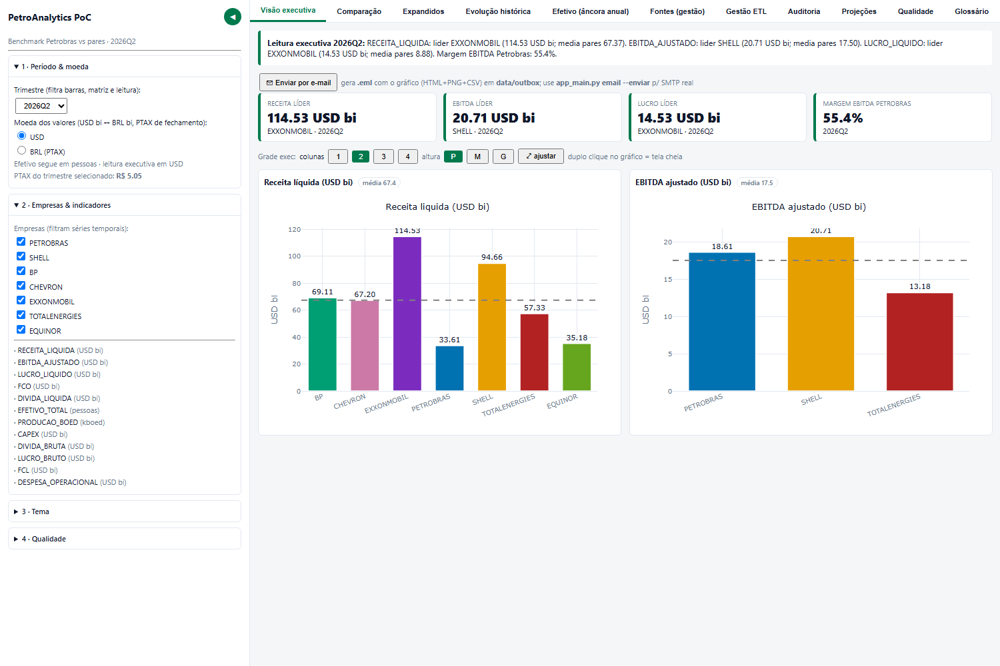 PetroAnalytics PoC
Benchmark Petrobras vs pares · 2026Q2
▼ 1 · Período & moeda
Trimestre (filtra barras, matriz e leitura):
2026Q2
Moeda dos valores (USD bi ↔ BRL bi, PTAX de fechamento):
USD
BRL (PTAX)
Efetivo segue em pessoas · leitura executiva em USD
PTAX do trimestre selecionado: R$ 5.05
▼ 2 · Empresas & indicadores
Empresas (filtram séries temporais):
PETROBRAS
SHELL
BP
CHEVRON
EXXONMOBIL
TOTALENERGIES
EQUINOR
· RECEITA_LIQUIDA (USD bi)
· EBITDA_AJUSTADO (USD bi)
· LUCRO_LIQUIDO (USD bi)
· FCO (USD bi)
· DIVIDA_LIQUIDA (USD bi)
· EFETIVO_TOTAL (pessoas)
· PRODUCAO_BOED (kboed)
· CAPEX (USD bi)
· DIVIDA_BRUTA (USD bi)
· LUCRO_BRUTO (USD bi)
· FCL (USD bi)
· DESPESA_OPERACIONAL (USD bi)
▶ 3 · Tema
▶ 4 · Qualidade
Visão executiva Comparação Expandidos Evolução histórica Efetivo (âncora anual) Fontes (gestão) Gestão ETL Auditoria Projeções Qualidade Glossário
Leitura executiva 2026Q2: RECEITA_LIQUIDA: lider EXXONMOBIL (114.53 USD bi; media pares 67.37). EBITDA_AJUSTADO: lider SHELL (20.71 USD bi; media pares 17.50). LUCRO_LIQUIDO: lider
EXXONMOBIL (14.53 USD bi; media pares 8.88). Margem EBITDA Petrobras: 55.4%.
Enviar por e-mail gera .eml com o gráfico (HTML+PNG+CSV) em data/outbox; use app_main.py email --enviar p/ SMTP real
RECEITA LÍDER
114.53 USD bi
EXXONMOBIL · 2026Q2
EBITDA LÍDER
20.71 USD bi
SHELL · 2026Q2
LUCRO LÍDER
14.53 USD bi
EXXONMOBIL · 2026Q2
MARGEM EBITDA PETROBRAS
55.4%
2026Q2
Grade exec: colunas 1 2 3 4 altura P M G ⤢ ajustar duplo clique no gráfico = tela cheia
Receita líquida (USD bi) média 67.4
Receita liquida (USD bi)
USD bi
120
100
80
60
40
20
0
69.11
67.20
114.53
33.61
94.66
57.33
35.18
BP
CHEVRON
EXXONMOBIL
PETROBRAS
SHELL
TOTALENERGIES
EQUINOR
EBITDA ajustado (USD bi) média 17.5
EBITDA ajustado (USD bi)
USD bi
20
15
10
5
0
18.61
20.71
13.18
PETROBRAS
SHELL
TOTALENERGIES